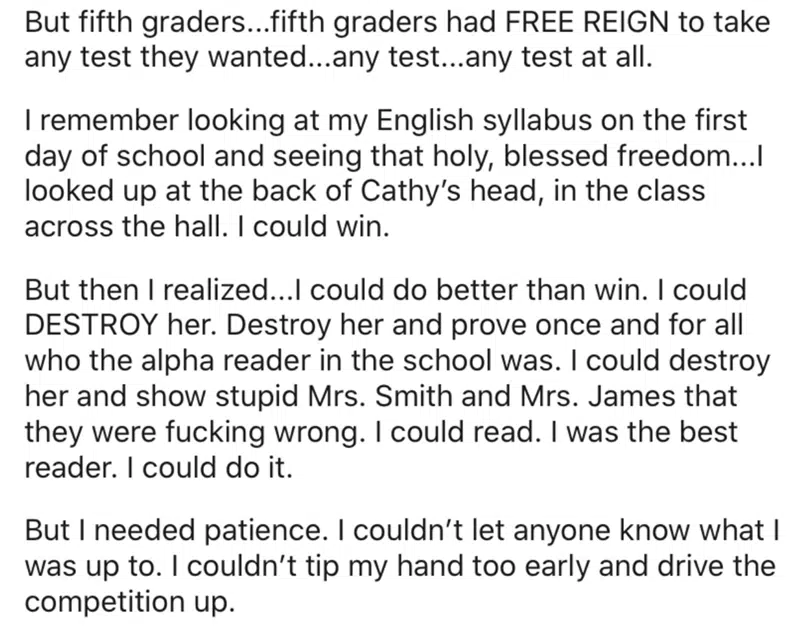 But fifth graders...fifth graders had FREE REIGN to take
any test they wanted...any test...any test at all.
I remember looking at my English syllabus on the first
day of school and seeing that holy, blessed freedom...I
looked up at the back of Cathy’s head, in the class
across the hall. I could win.
But then I realized...I could do better than win. I could
DESTROY her. Destroy her and prove once and for all
who the alpha reader in the school was. I could destroy
her and show stupid Mrs. Smith and Mrs. James that
they were fucking wrong. I could read. I was the best
reader. I could do it.
But I needed patience. I couldn’t let anyone know what I
was up to. I couldn’t tip my hand too early and drive the
competition up.